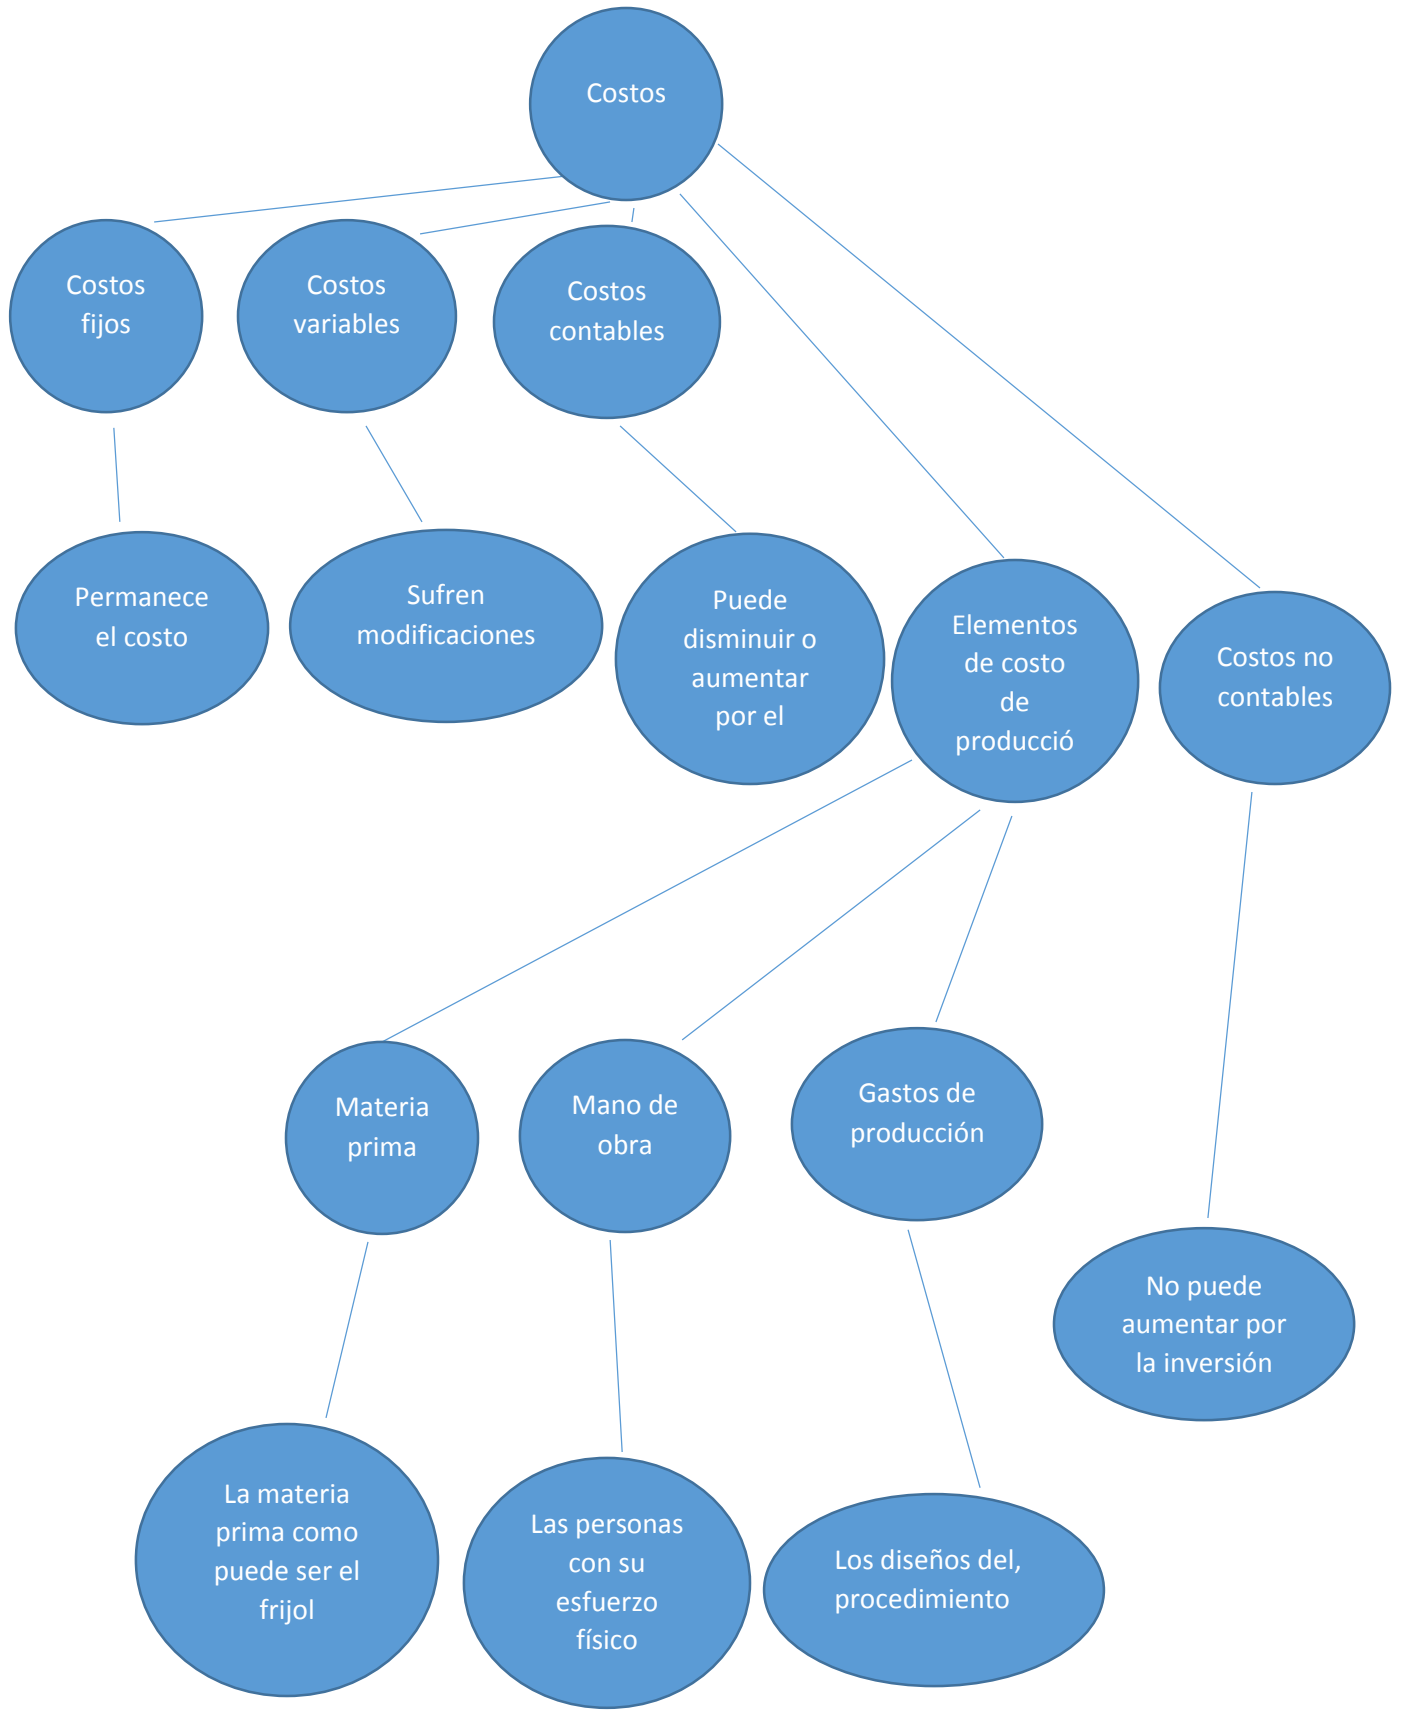 Costos
Costos
fijos
Costos
variables
Costos
contables
Permanece
el costo
Sufren
modificaciones
Puede
disminuir o
aumentar
por el
Elementos
de costo
de
producció
Costos no
contables
Materia
prima
Mano de
obra
Gastos de
producción
No puede
aumentar por
la inversión
La materia
prima como
puede ser el
frijol
Las personas
con su
esfuerzo
físico
Los diseños del,
procedimiento